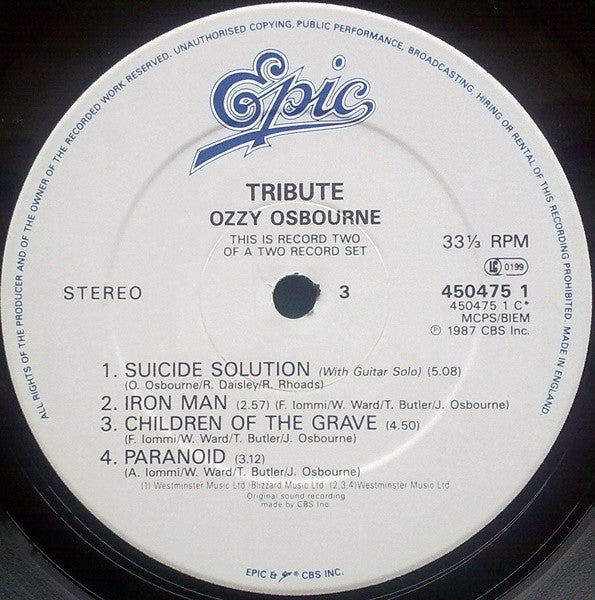 ALL RIGHTS OF THE PRODUCER AND OF THE OWNER OF THE RECORDED WORK RESERVED. UNAUTHORISED COPYING, PUBLIC PERFORMANCE, BROADCASTING, HIRING OR RENTAL OF THIS RECORDING PROHIBITED. MADE IN ENGLAND
Epic
TRIBUTE
OZZY OSBOURNE
THIS IS RECORD TWO
OF A TWO RECORD SET
33⅓ RPM
LC 0199
STEREO
3
450475 1
450475 1 C*
MCPS/BIEM
℗ 1987 CBS Inc.
1. SUICIDE SOLUTION (With Guitar Solo) (5.08)
(O. Osbourne/R. Daisley/R. Rhoads)
2. IRON MAN (2.57) (F. Iommi/W. Ward/T. Butler/J. Osbourne)
3. CHILDREN OF THE GRAVE (4.50)
(F. Iommi/W. Ward/T. Butler/J. Osbourne)
4. PARANOID (3.12)
(A. Iommi/W. Ward/T. Butler/J. Osbourne)
(1) Westminster Music Ltd /Blizzard Music Ltd (2,3,4)Westminster Music Ltd
Original sound recording
made by CBS Inc
EPIC & Epic ® CBS INC.